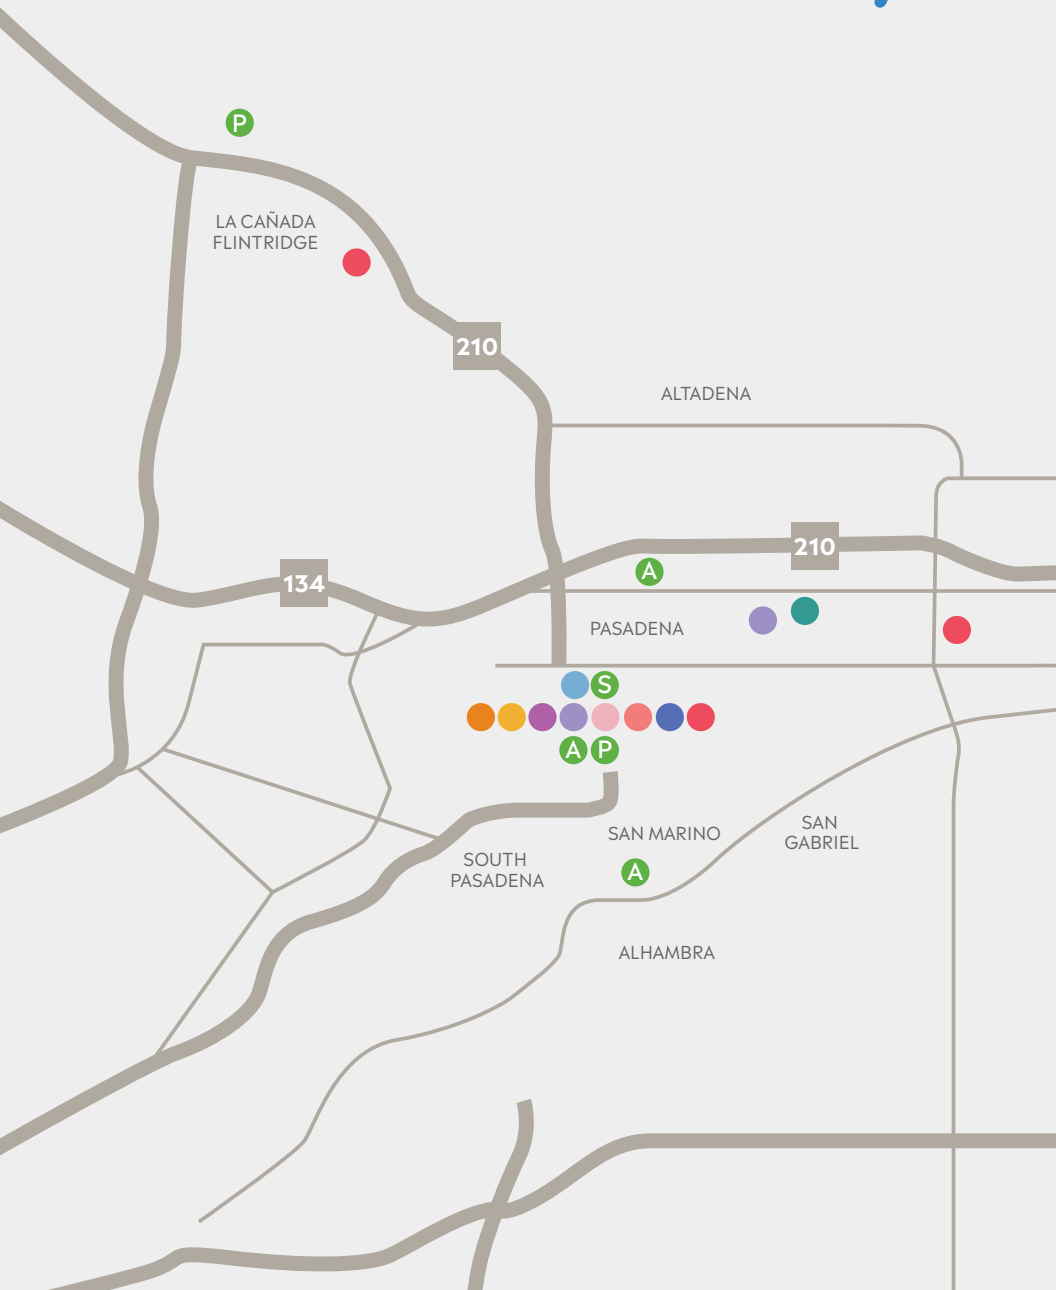 P
LA CAÑADA
FLINTRIDGE
210
ALTADENA
210
A
134
PASADENA
S
A P
SAN MARINO
SAN
GABRIEL
SOUTH
PASADENA
A
ALHAMBRA